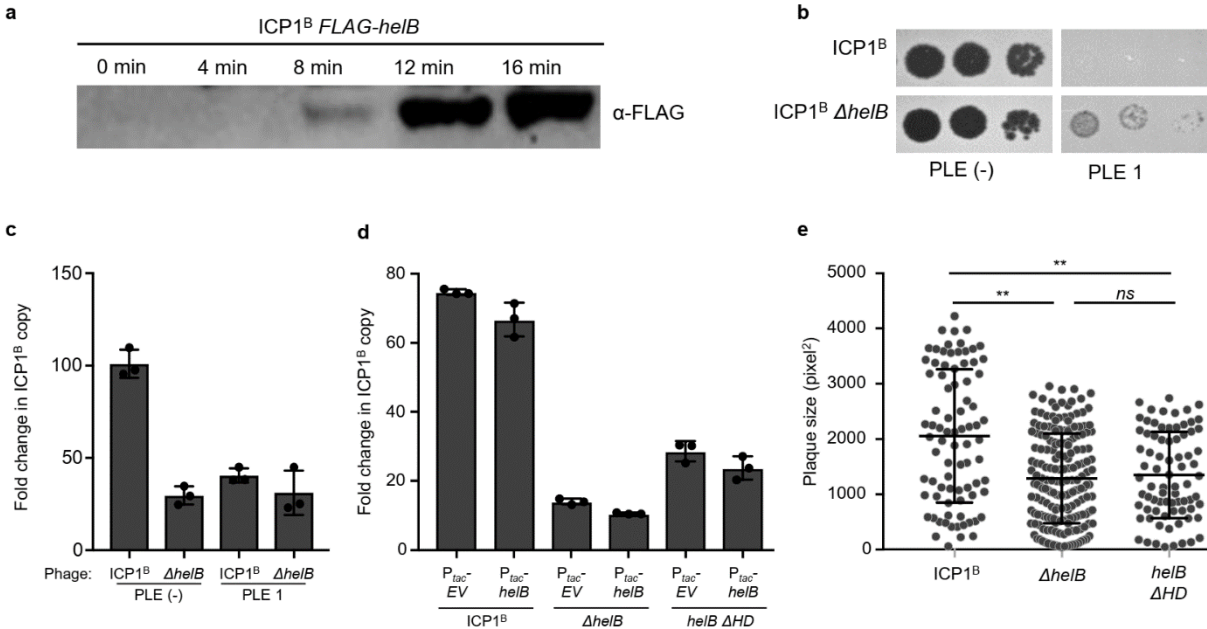 a
ICP1ᴮ FLAG-helB
0 min 4 min 8 min 12 min 16 min
α-FLAG
b
ICP1ᴮ
ICP1ᴮ ΔhelB
PLE (-) PLE 1
c
Fold change in ICP1ᴮ copy
150
100
50
0
Phage: ICP1ᴮ ΔhelB ICP1ᴮ ΔhelB
PLE (-) PLE 1
d
Fold change in ICP1ᴮ copy
80
60
40
20
0
Ptac- Ptac- Ptac- Ptac- Ptac- Ptac-
EV helB EV helB EV helB
ICP1ᴮ ΔhelB helB ΔHD
e
Plaque size (pixel²)
5000
4000
3000
2000
1000
0
**
** ns
ICP1ᴮ ΔhelB helB
ΔHD